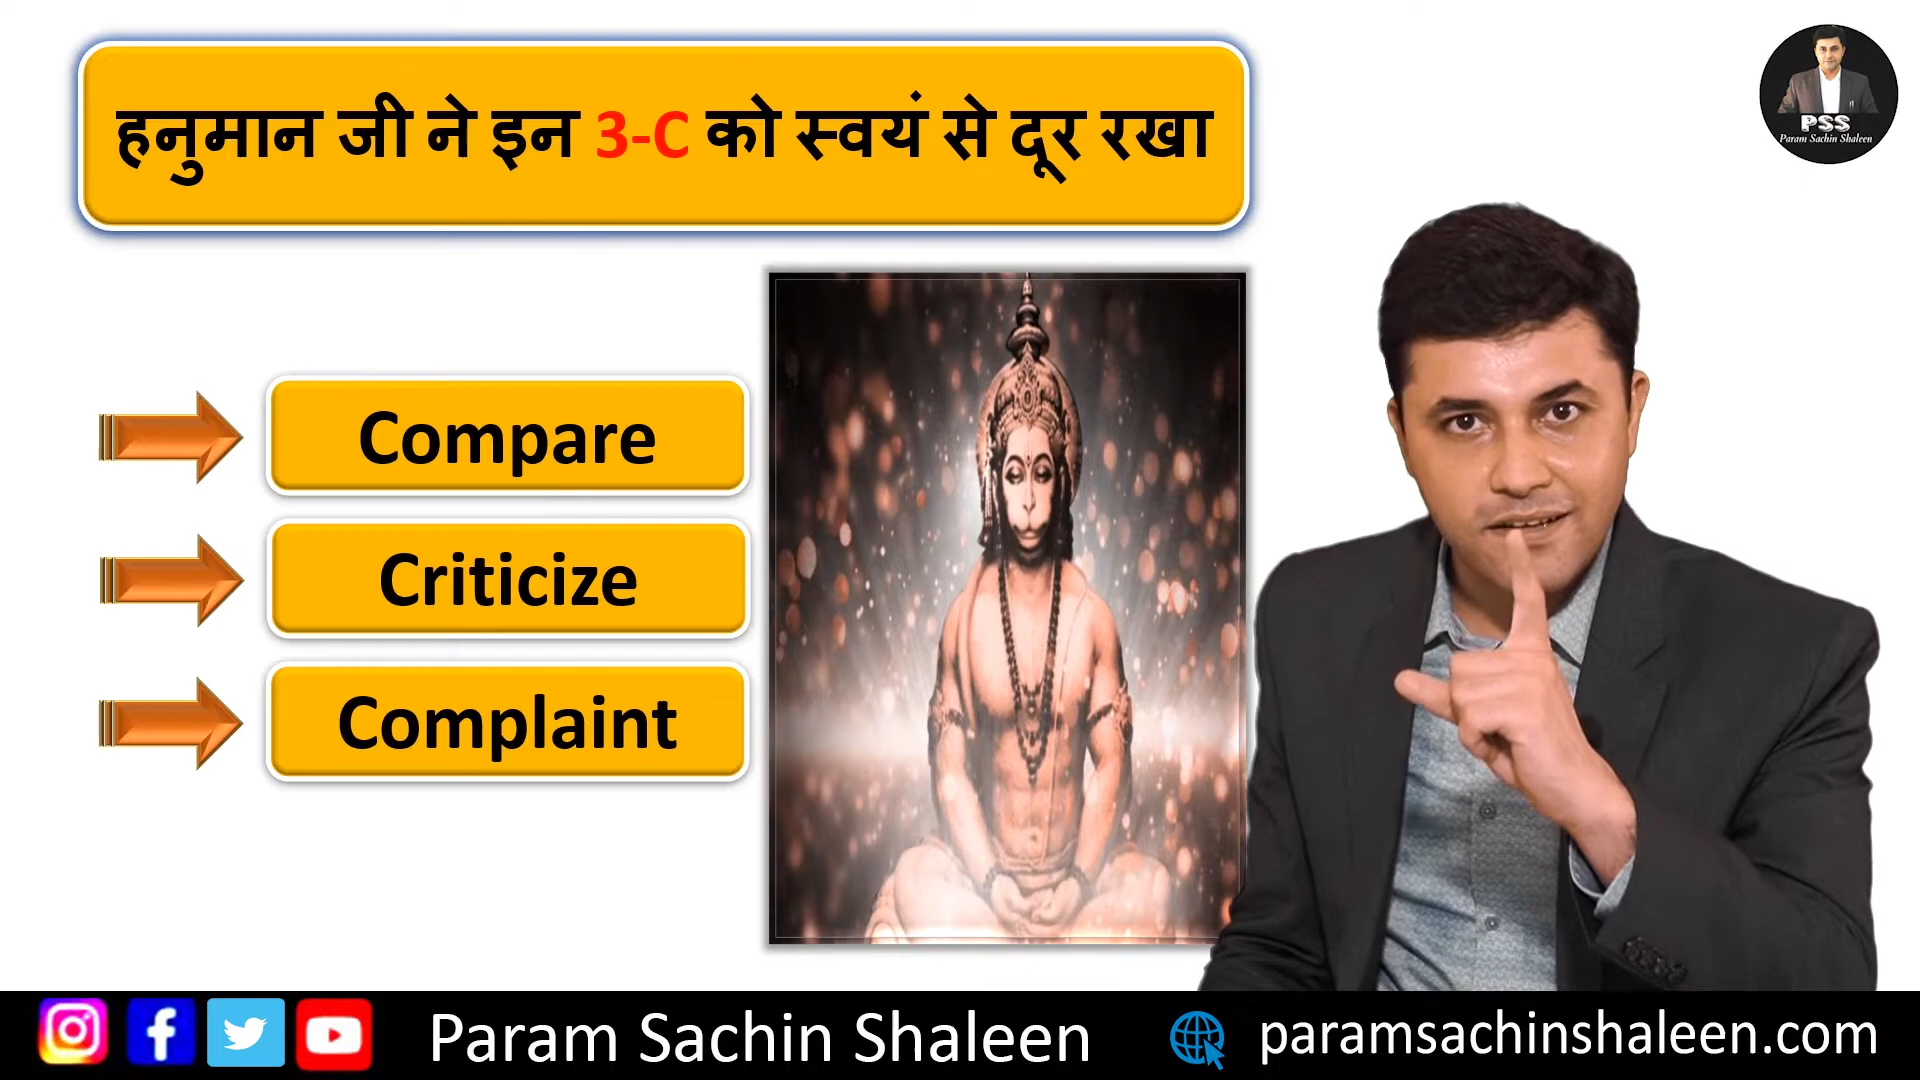 हनुमान जी ने इन 3-C को स्वयं से दूर रखा
PSS
Param Sachin Shaleen
Compare
Criticize
Complaint
Param Sachin Shaleen
paramsachinshaleen.com